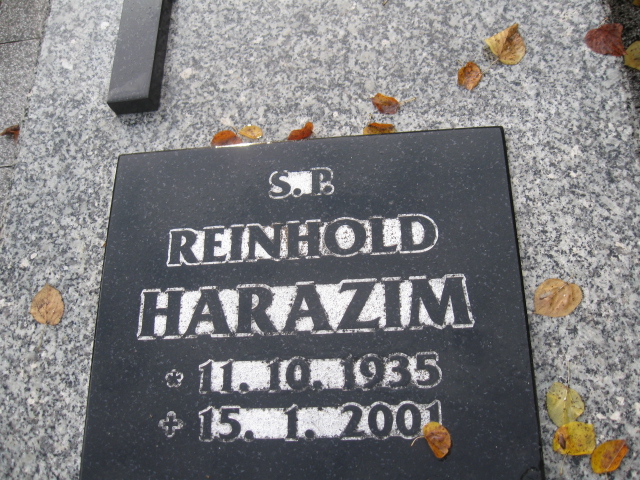 S.P.
REINHOLD
HARAZIM
11.10.1935
15.1.2001